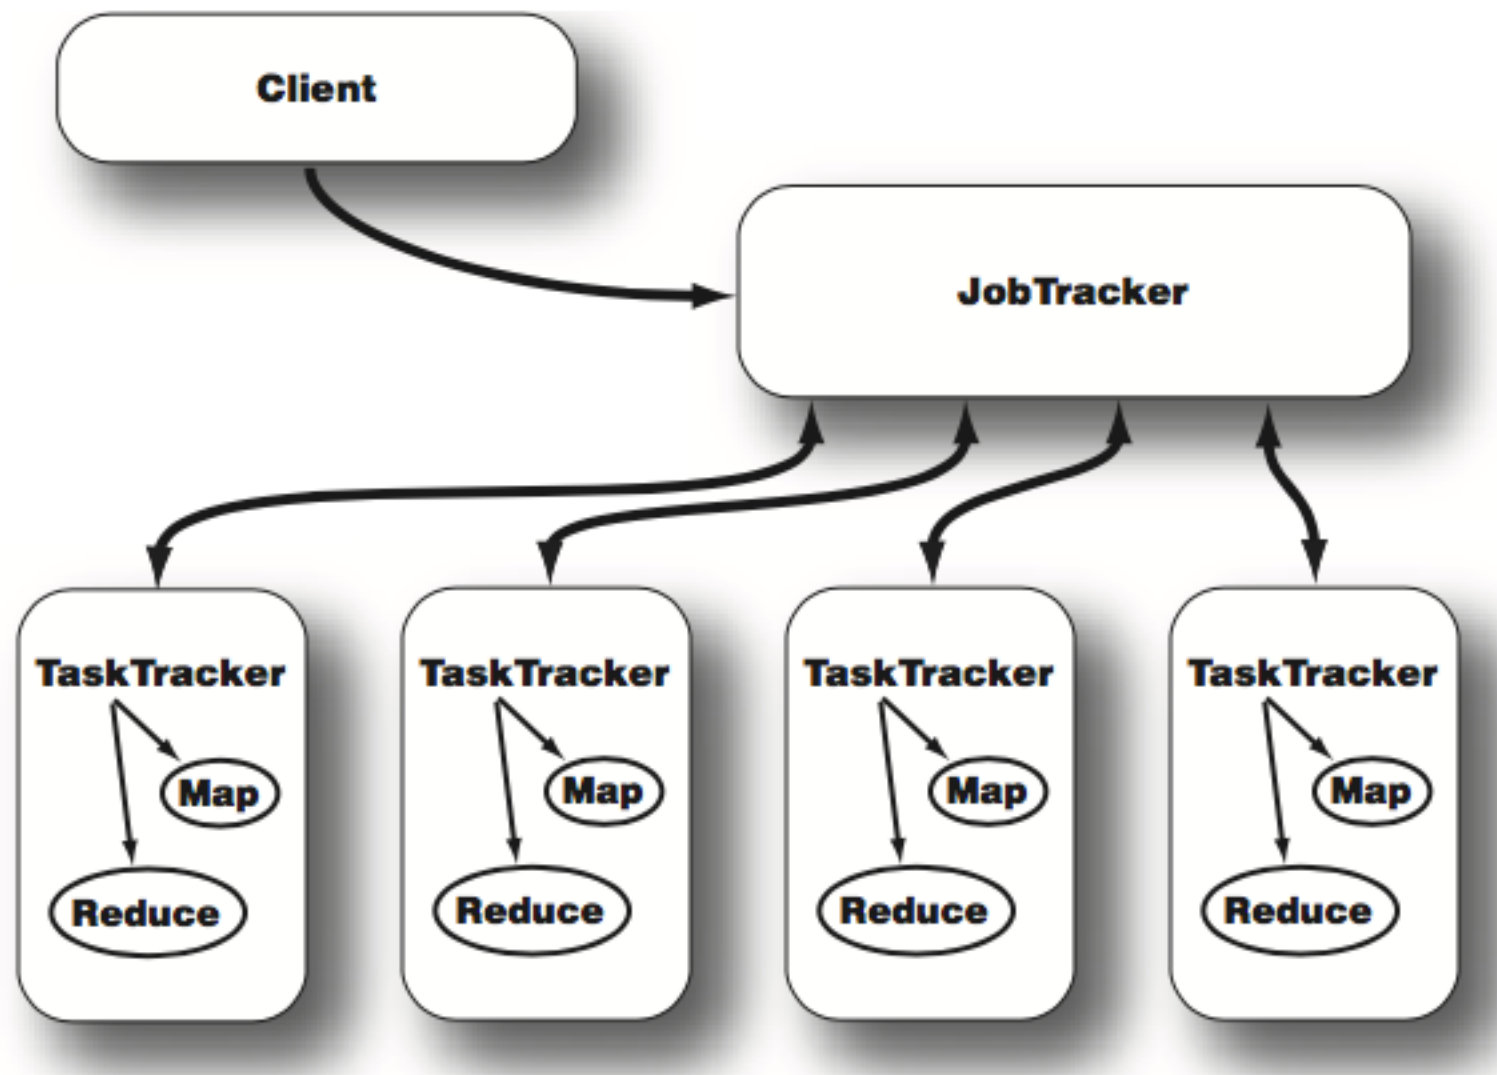 Client
JobTracker
TaskTracker
Map
Reduce
TaskTracker
Map
Reduce
TaskTracker
Map
Reduce
TaskTracker
Map
Reduce